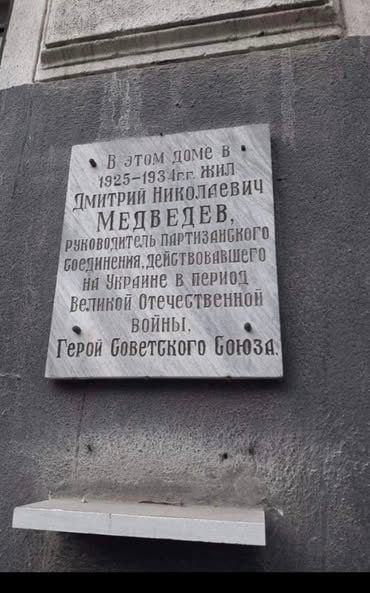 В этом доме в
1925-1934г.г. жил
Дмитрий Николаевич
Медведев,
руководитель партизанского
соединения, действовавшего
на Украине в период
Великой Отечественной
войны,
Герой Советского Союза.